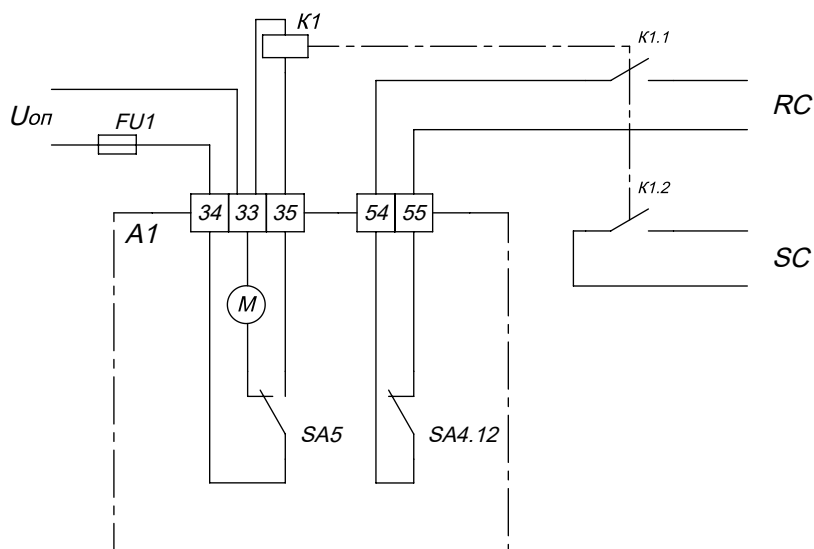 K1
K1.1
Uоп
FU1
RC
K1.2
34 33 35 54 55
A1
SC
M
SA5
SA4.12